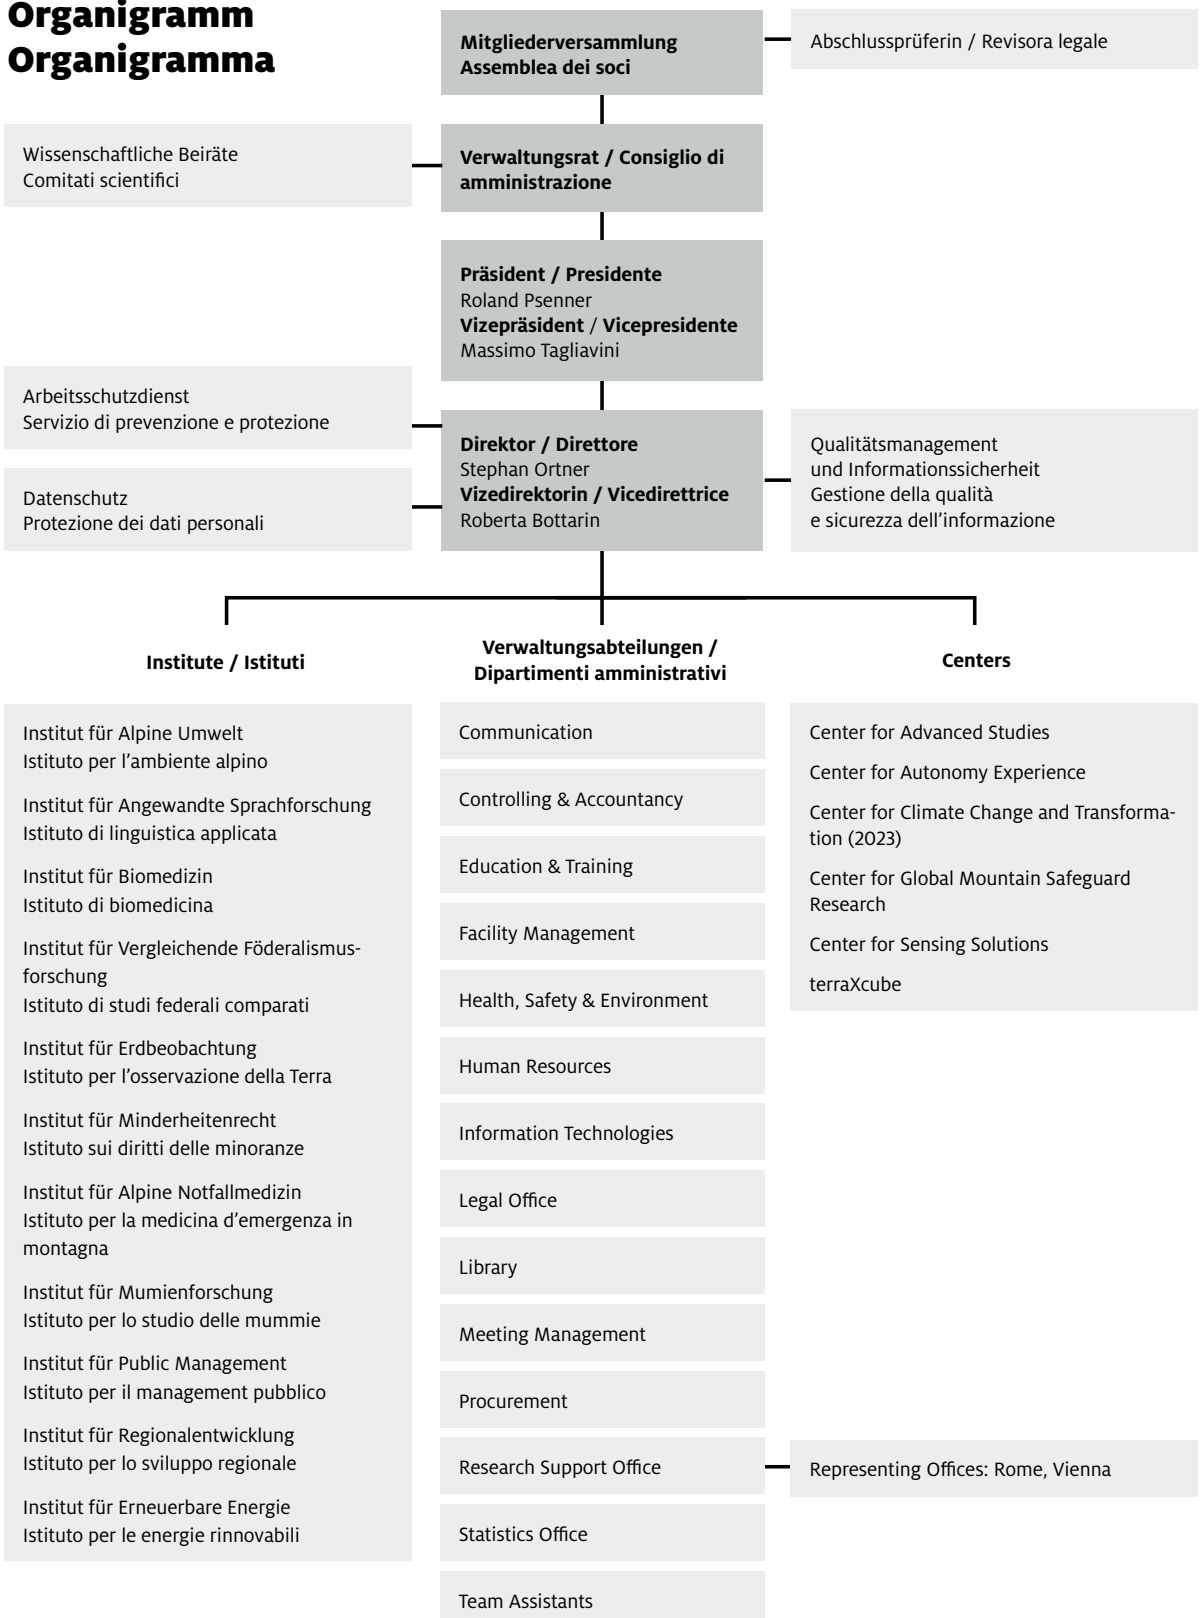 Organigramm
Organigramma
Mitgliederversammlung
Assemblea dei soci
Abschlussprüferin / Revisora legale
Wissenschaftliche Beiräte
Comitati scientifici
Verwaltungsrat / Consiglio di
amministrazione
Präsident / Presidente
Roland Psenner
Vizepräsident / Vicepresidente
Massimo Tagliavini
Arbeitsschutzdienst
Servizio di prevenzione e protezione
Datenschutz
Protezione dei dati personali
Direktor / Direttore
Stephan Ortner
Vizedirektorin / Vicedirettrice
Roberta Bottarin
Qualitätsmanagement
und Informationssicherheit
Gestione della qualità
e sicurezza dell'informazione
Institute / Istituti
Institut für Alpine Umwelt
Istituto per l'ambiente alpino
Institut für Angewandte Sprachforschung
Istituto di linguistica applicata
Institut für Biomedizin
Istituto di biomedicina
Institut für Vergleichende Föderalismus-
forschung
Istituto di studi federali comparati
Institut für Erdbeobachtung
Istituto per l'osservazione della Terra
Institut für Minderheitenrecht
Istituto sui diritti delle minoranze
Institut für Alpine Notfallmedizin
Istituto per la medicina d'emergenza in
montagna
Institut für Mumienforschung
Istituto per lo studio delle mummie
Institut für Public Management
Istituto per il management pubblico
Institut für Regionalentwicklung
Istituto per lo sviluppo regionale
Institut für Erneuerbare Energie
Istituto per le energie rinnovabili
Verwaltungsabteilungen /
Dipartimenti amministrativi
Communication
Controlling & Accountancy
Education & Training
Facility Management
Health, Safety & Environment
Human Resources
Information Technologies
Legal Office
Library
Meeting Management
Procurement
Research Support Office
Statistics Office
Team Assistants
Centers
Center for Advanced Studies
Center for Autonomy Experience
Center for Climate Change and Transforma-
tion (2023)
Center for Global Mountain Safeguard
Research
Center for Sensing Solutions
terraXcube
Representing Offices: Rome, Vienna